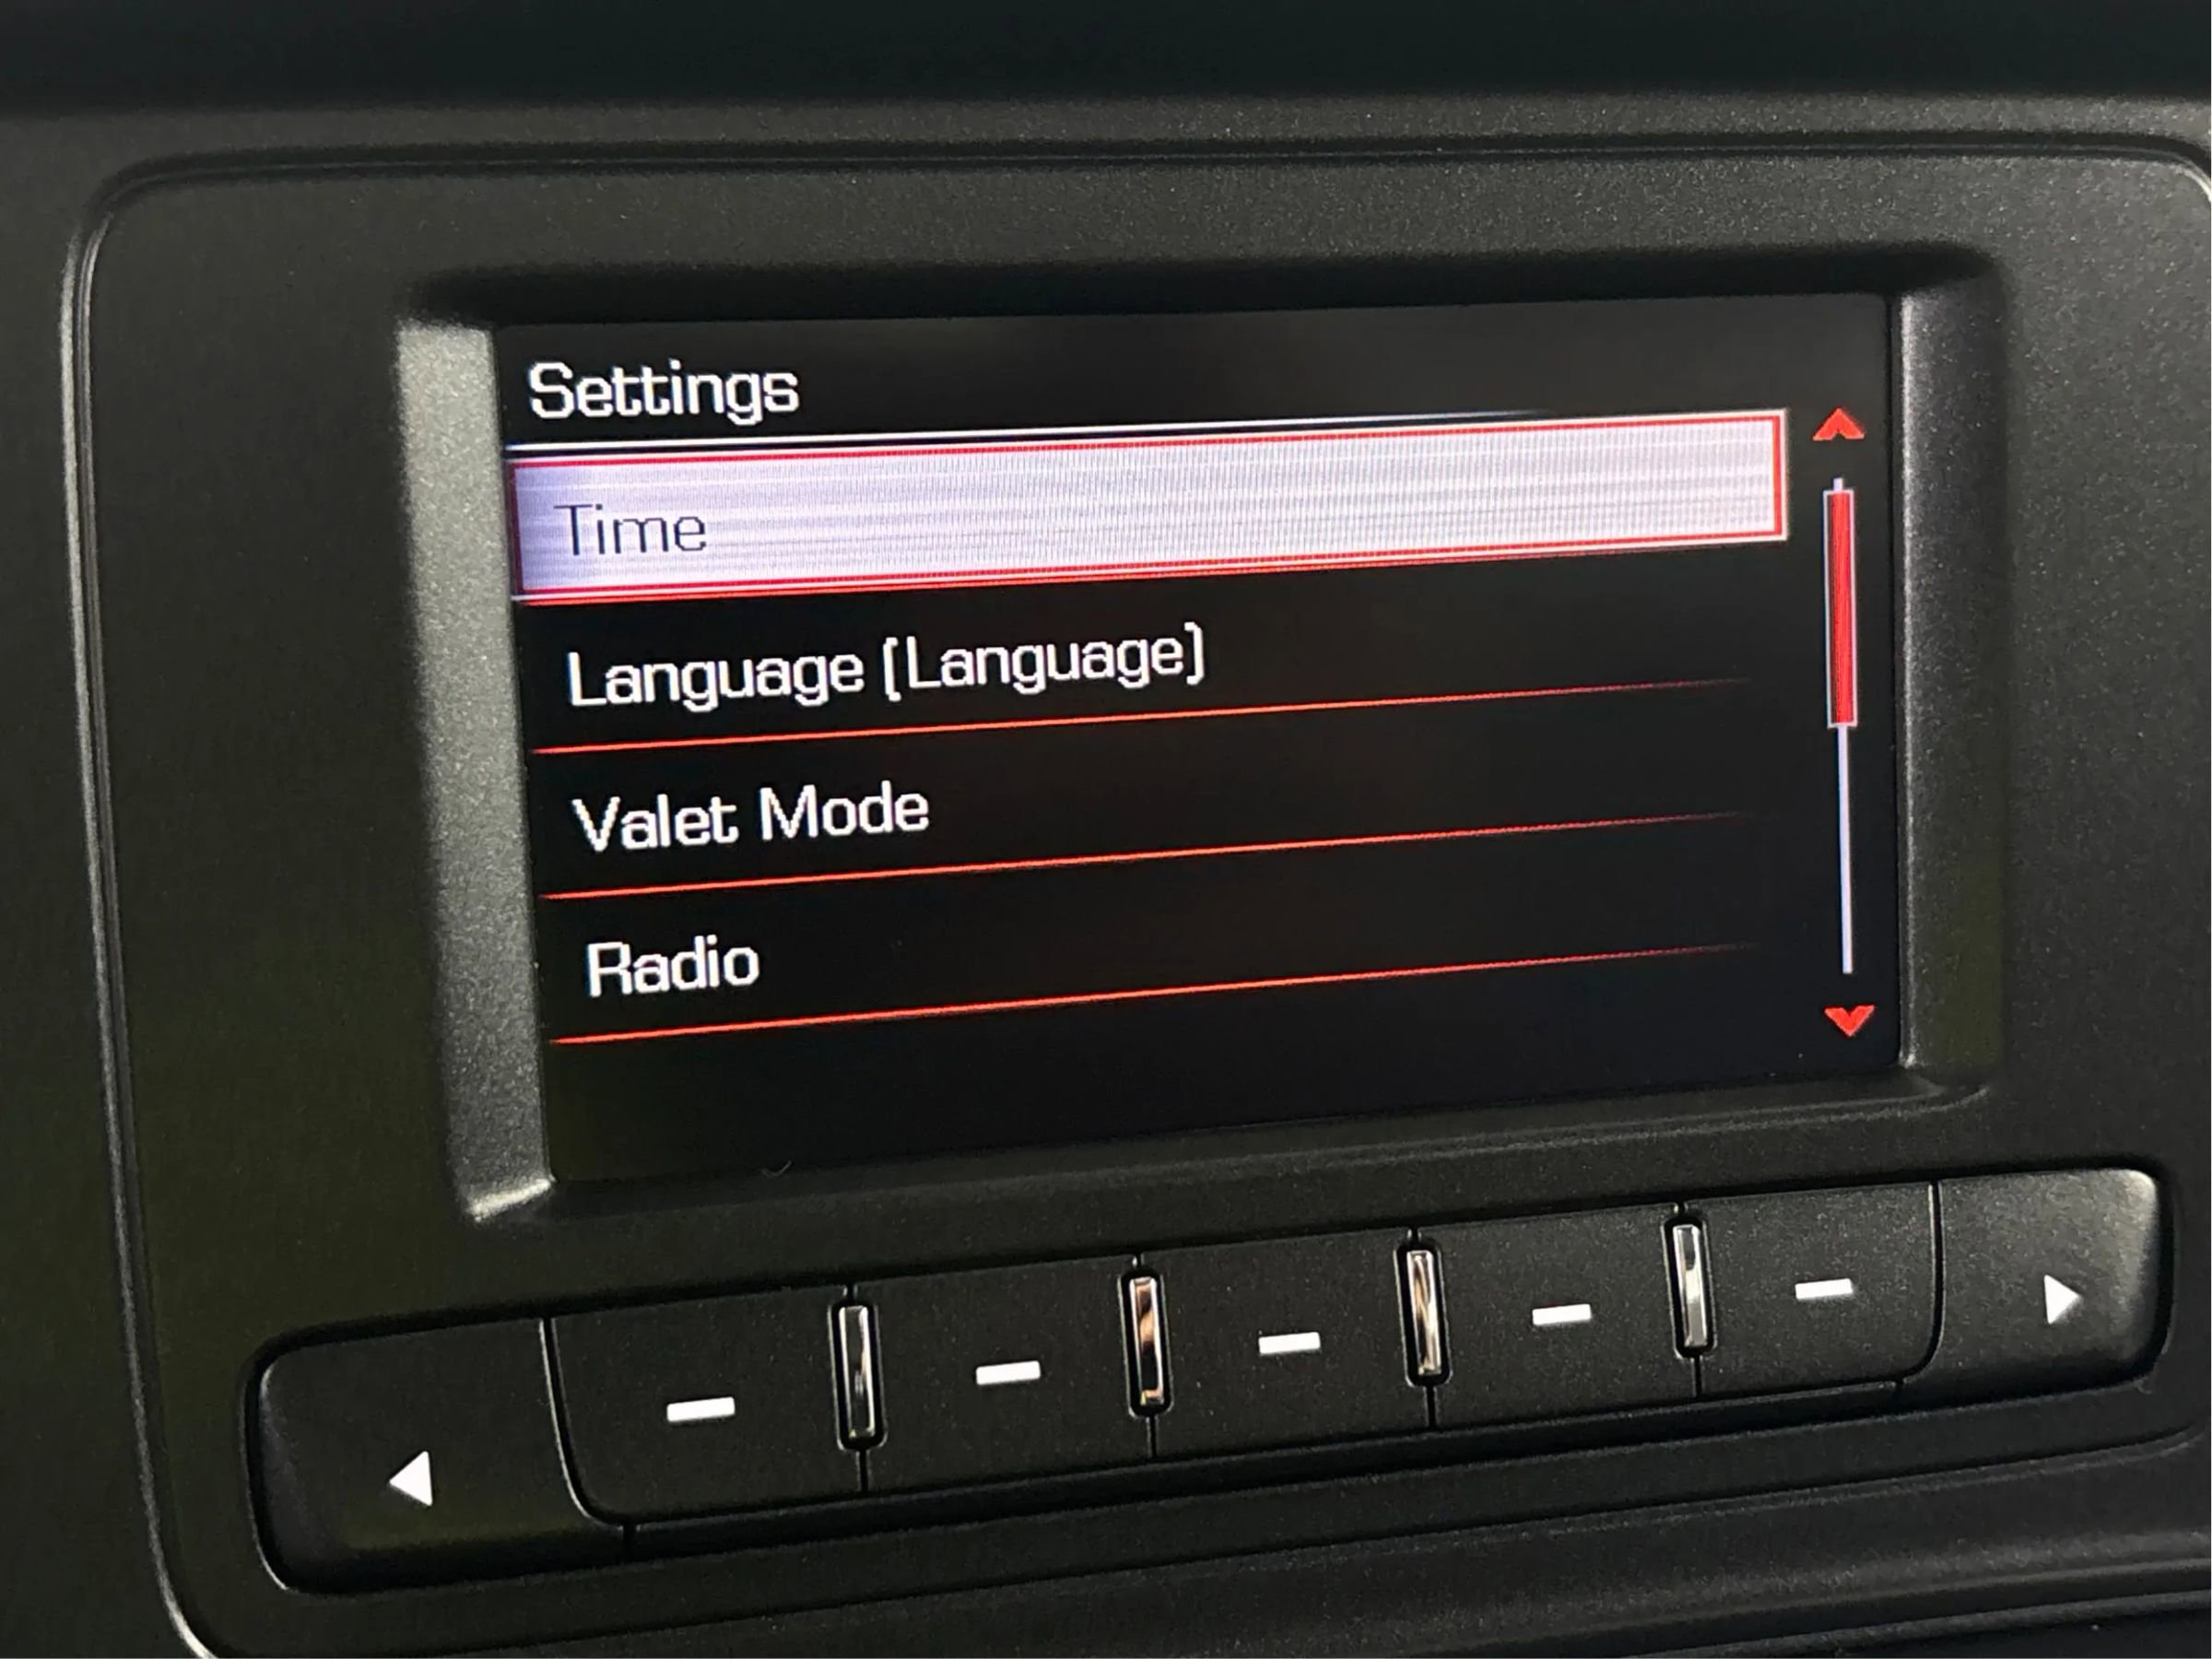 Settings
Time
Language (Language)
Valet Mode
Radio